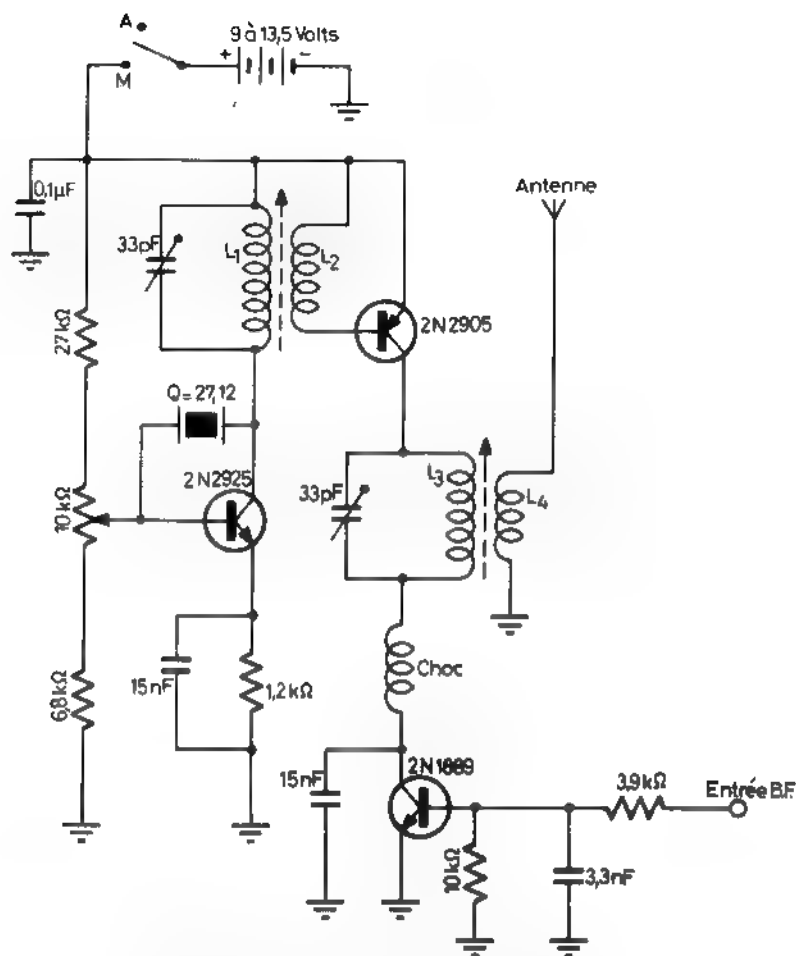 A
9 à 13,5 Volts
+ -
M
0,1µF
Antenne
33pF
L1
L2
2N2905
27kΩ
Q=27,12
2N2925
L3
33pF
L4
10kΩ
Choc
15nF
1,2kΩ
6,8kΩ
2N1889
3,9kΩ
Entrée B.F.
15nF
10kΩ
3,3nF